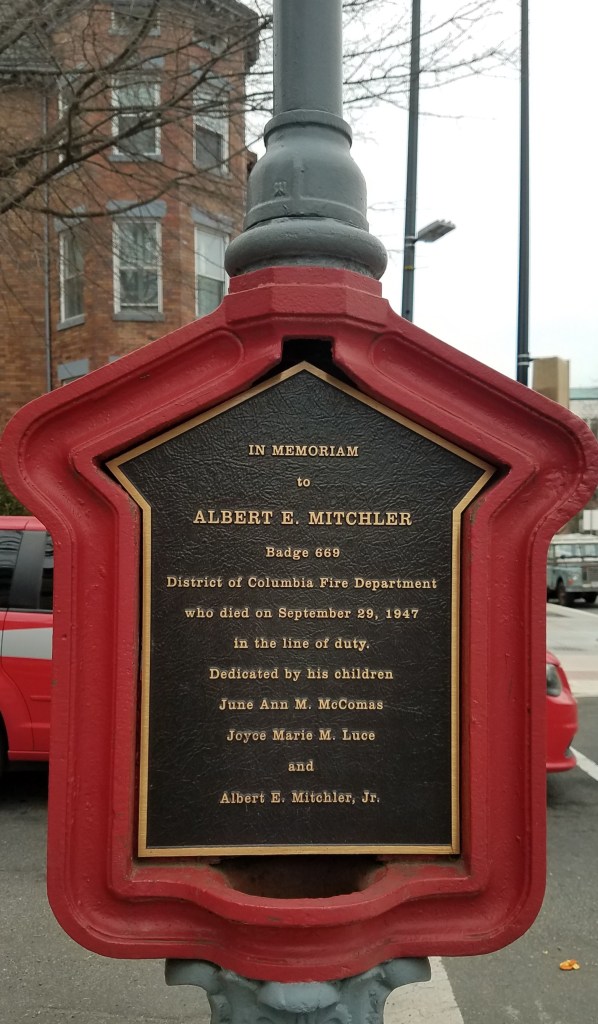 IN MEMORIAM
to
ALBERT E. MITCHLER
Badge 669
District of Columbia Fire Department
who died on September 29, 1947
in the line of duty.
Dedicated by his children
June Ann M. McComas
Joyce Marie M. Luce
and
Albert E. Mitchler, Jr.